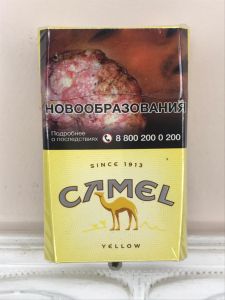 НОВООБРАЗОВАНИЯ
Подробнее
о последствиях
8 800 200 0 200
SINCE 1913
CAMEL
YELLOW